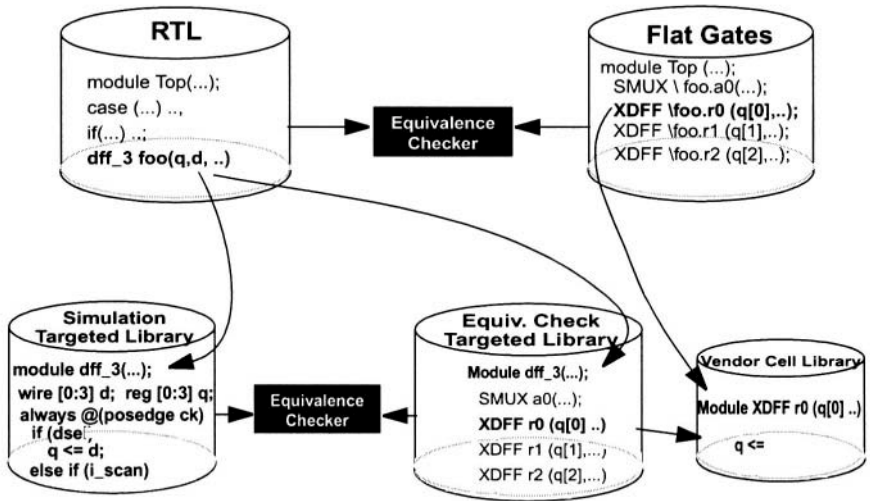 RTL
module Top(...);
case (...) ..,
if(...) ..;
dff_3 foo(q,d, ..)
Equivalence
Checker
Flat Gates
module Top (...);
SMUX \ foo.a0(...);
XDFF \foo.r0 (q[0],..);
XDFF \foo.r1 (q[1],..);
XDFF \foo.r2 (q[2],..);
Simulation
Targeted Library
module dff_3(...);
wire [0:3] d; reg [0:3] q;
always @(posedge ck)
if (dsel,
q <= d;
else if (i_scan)
Equivalence
Checker
Equiv. Check
Targeted Library
Module dff_3(...);
SMUX a0(...);
XDFF r0 (q[0] ..)
XDFF r1 (q[1],...)
XDFF r2 (q[2],...)
Vendor Cell Library
Module XDFF r0 (q[0] ..)
q <=